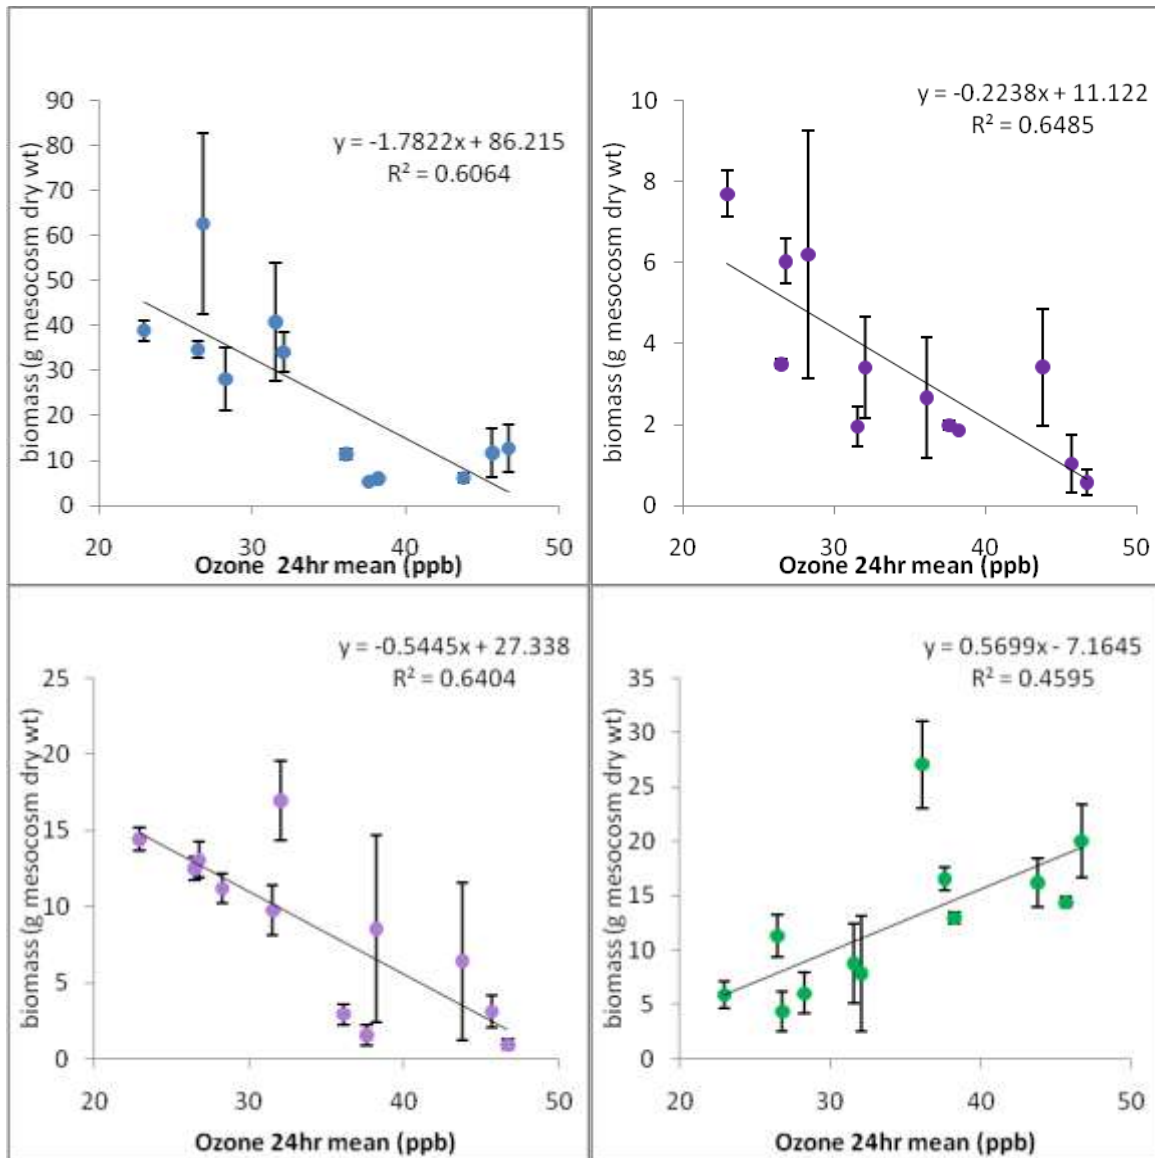 y = -1.7822x + 86.215
R² = 0.6064
biomass (g mesocosm dry wt)
90
80
70
60
50
40
30
20
10
0
20
30
40
50
Ozone 24hr mean (ppb)
y = -0.2238x + 11.122
R² = 0.6485
biomass (g mesocosm dry wt)
10
8
6
4
2
0
20
30
40
50
Ozone 24hr mean (ppb)
y = -0.5445x + 27.338
R² = 0.6404
biomass (g mesocosm dry wt)
25
20
15
10
5
0
20
30
40
50
Ozone 24hr mean (ppb)
y = 0.5699x - 7.1645
R² = 0.4595
biomass (g mesocosm dry wt)
35
30
25
20
15
10
5
0
20
30
40
50
Ozone 24hr mean (ppb)